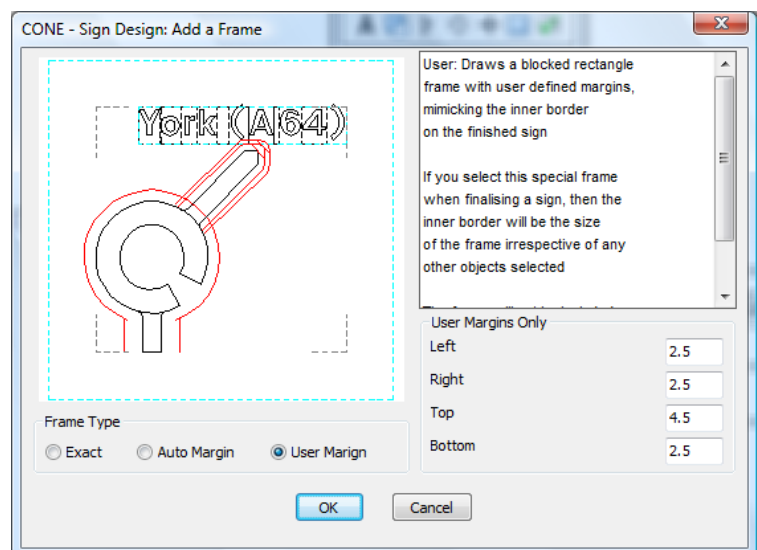 CONE - Sign Design: Add a Frame
York (A64)
User: Draws a blocked rectangle
frame with user defined margins,
mimicking the inner border
on the finished sign
If you select this special frame
when finalising a sign, then the
inner border will be the size
of the frame irrespective of any
other objects selected
User Margins Only
Left
2.5
Right
2.5
Top
4.5
Bottom
2.5
Frame Type
Exact
Auto Margin
User Marign
OK
Cancel